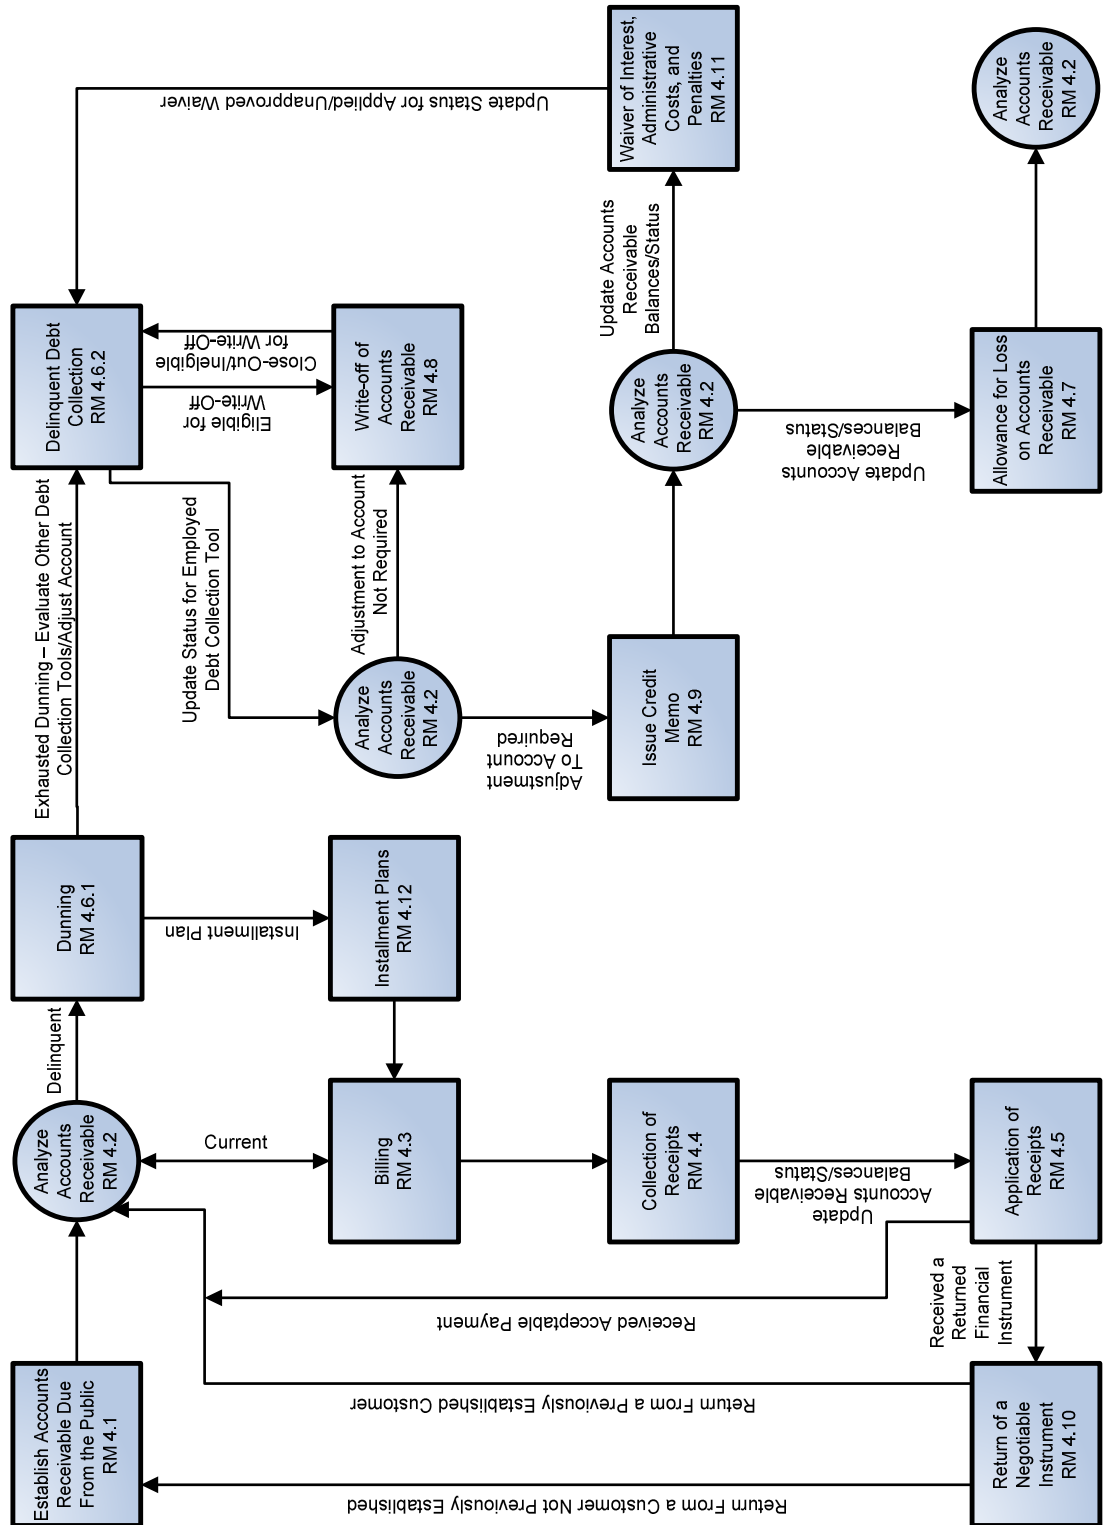 Establish Accounts
Receivable Due
From the Public
RM 4.1
Analyze
Accounts
Receivable
RM 4.2
Delinquent
Dunning
RM 4.6.1
Exhausted Dunning – Evaluate Other Debt
Collection Tools/Adjust Account
Delinquent Debt
Collection
RM 4.6.2
Update Status for Applied/Unapproved Waiver
Current
Installment Plan
Update Status for Employed
Debt Collection Tool
Eligible for
Write-Off
Close-Out/Inelgible
for Write-Off
Billing
RM 4.3
Installment Plans
RM 4.12
Analyze
Accounts
Receivable
RM 4.2
Adjustment to Account
Not Required
Write-off of
Accounts
Receivable
RM 4.8
Return From a Customer Not Previously Established
Return From a Previously Established Customer
Received Acceptable Payment
Adjustment
To Account
Required
Collection of
Receipts
RM 4.4
Issue Credit
Memo
RM 4.9
Analyze
Accounts
Receivable
RM 4.2
Update Accounts
Receivable
Balances/Status
Waiver of Interest,
Administrative
Costs, and
Penalties
RM 4.11
Update
Accounts Receivable
Balances/Status
Update Accounts
Receivable
Balances/Status
Return of a
Negotiable
Instrument
RM 4.10
Received a
Returned
Financial
Instrument
Application of
Receipts
RM 4.5
Allowance for Loss
on Accounts
Receivable
RM 4.7
Analyze
Accounts
Receivable
RM 4.2